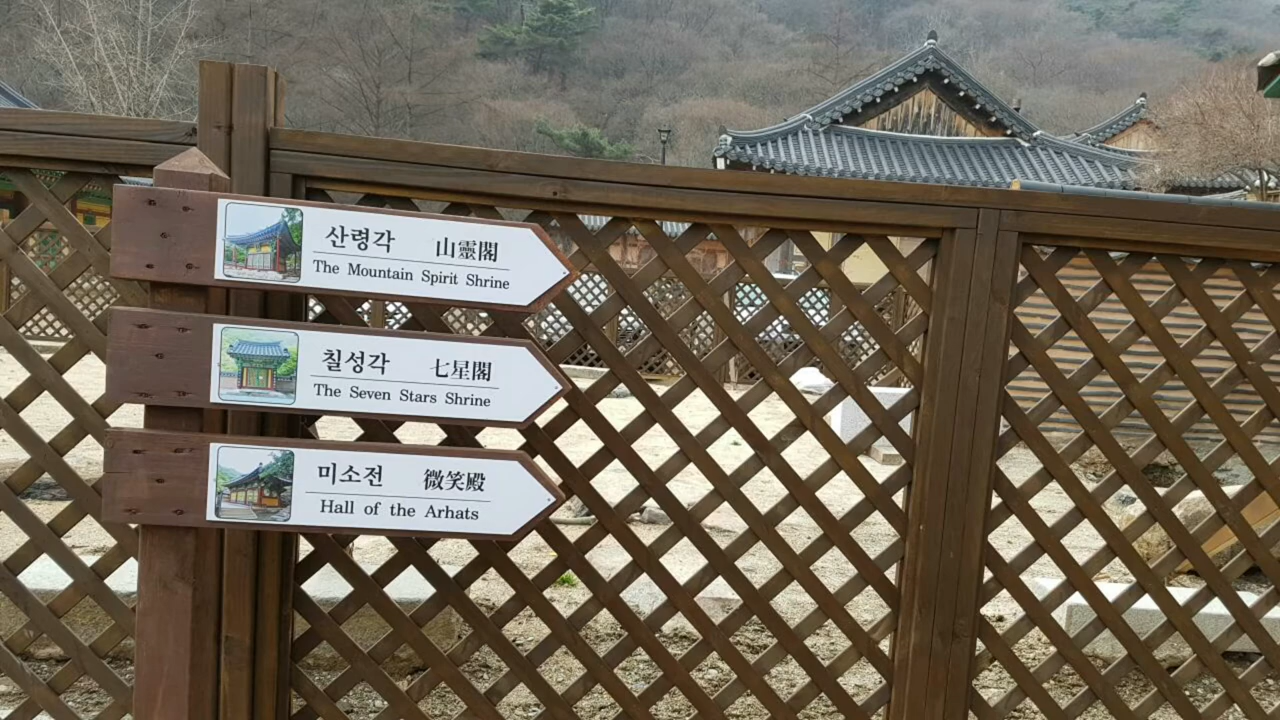 산령각 山靈閣
The Mountain Spirit Shrine
칠성각 七星閣
The Seven Stars Shrine
미소전 微笑殿
Hall of the Arhats